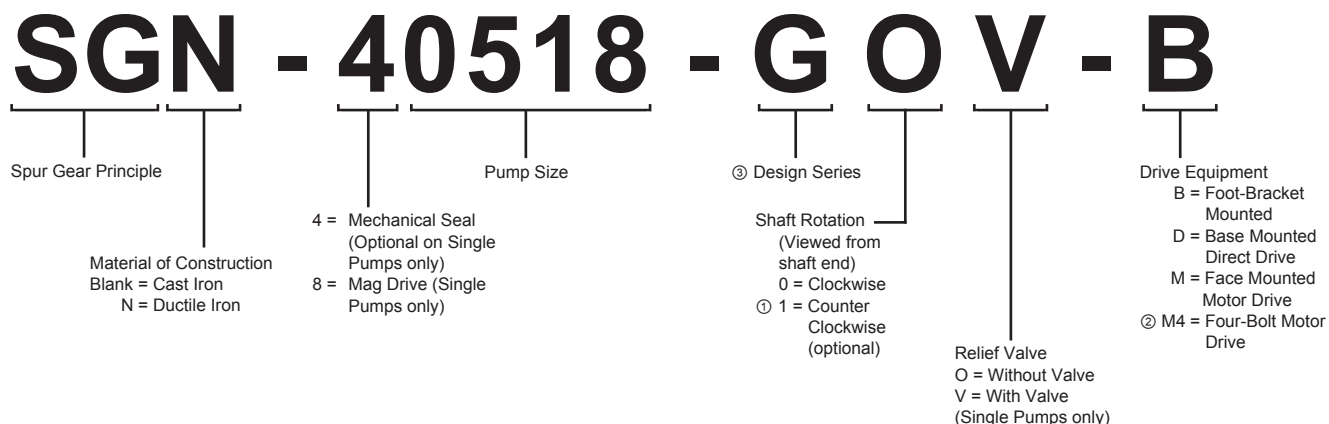 SGN - 40518 - GOV - B
Spur Gear Principle
Material of Construction
Blank = Cast Iron
N = Ductile Iron
4 = Mechanical Seal
(Optional on Single
Pumps only)
8 = Mag Drive (Single
Pumps only)
Pump Size
③ Design Series
Shaft Rotation
(Viewed from
shaft end)
0 = Clockwise
① 1 = Counter
Clockwise
(optional)
Relief Valve
O = Without Valve
V = With Valve
(Single Pumps only)
Drive Equipment
B = Foot-Bracket
Mounted
D = Base Mounted
Direct Drive
M = Face Mounted
Motor Drive
② M4 = Four-Bolt Motor
Drive